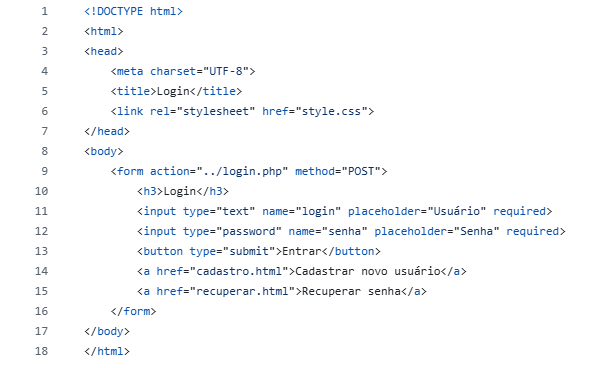 1 <!DOCTYPE html>
2 <html>
3 <head>
4 <meta charset="UTF-8">
5 <title>Login</title>
6 <link rel="stylesheet" href="style.css">
7 </head>
8 <body>
9 <form action="../login.php" method="POST">
10 <h3>Login</h3>
11 <input type="text" name="login" placeholder="Usuário" required>
12 <input type="password" name="senha" placeholder="Senha" required>
13 <button type="submit">Entrar</button>
14 <a href="cadastro.html">Cadastrar novo usuário</a>
15 <a href="recuperar.html">Recuperar senha</a>
16 </form>
17 </body>
18 </html>